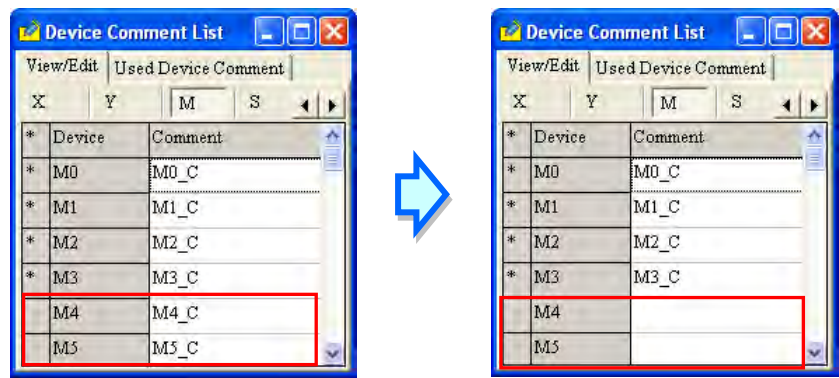 Device Comment List
View/Edit Used Device Comment
X Y M S
* Device Comment
* M0 M0_C
* M1 M1_C
* M2 M2_C
* M3 M3_C
M4 M4_C
M5 M5_C
Device Comment List
View/Edit Used Device Comment
X Y M S
* Device Comment
* M0 M0_C
* M1 M1_C
* M2 M2_C
* M3 M3_C
M4
M5